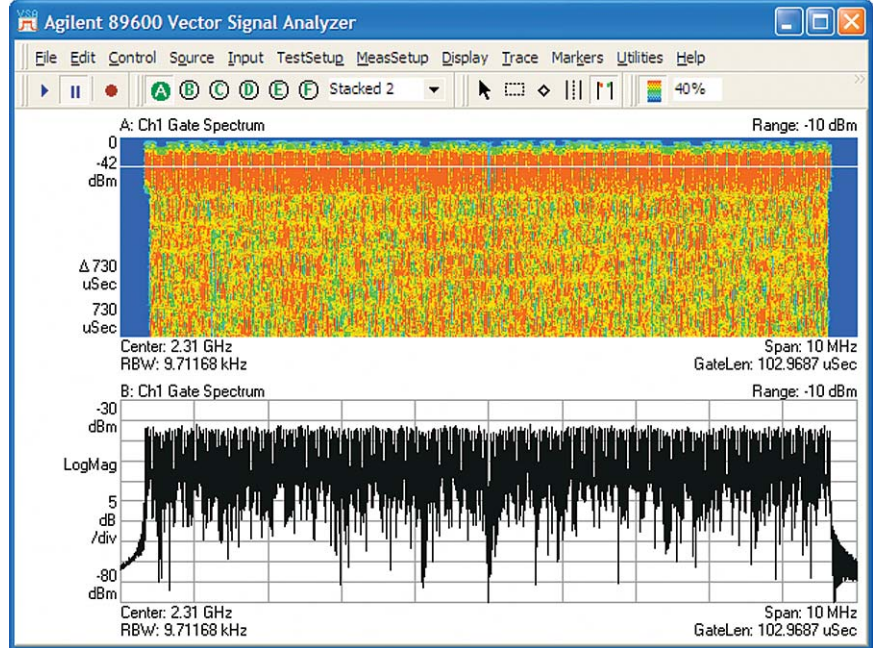 VSA Agilent 89600 Vector Signal Analyzer
File Edit Control Source Input TestSetup MeasSetup Display Trace Markers Utilities Help
A B C D E F Stacked 2 40%
A: Ch1 Gate Spectrum Range: -10 dBm
0
-42
dBm
Δ 730
uSec
730
uSec
Center: 2.31 GHz Span: 10 MHz
RBW: 9.71168 kHz GateLen: 102.9687 uSec
B: Ch1 Gate Spectrum Range: -10 dBm
-30
dBm
LogMag
5
dB
/div
-80
dBm
Center: 2.31 GHz Span: 10 MHz
RBW: 9.71168 kHz GateLen: 102.9687 uSec